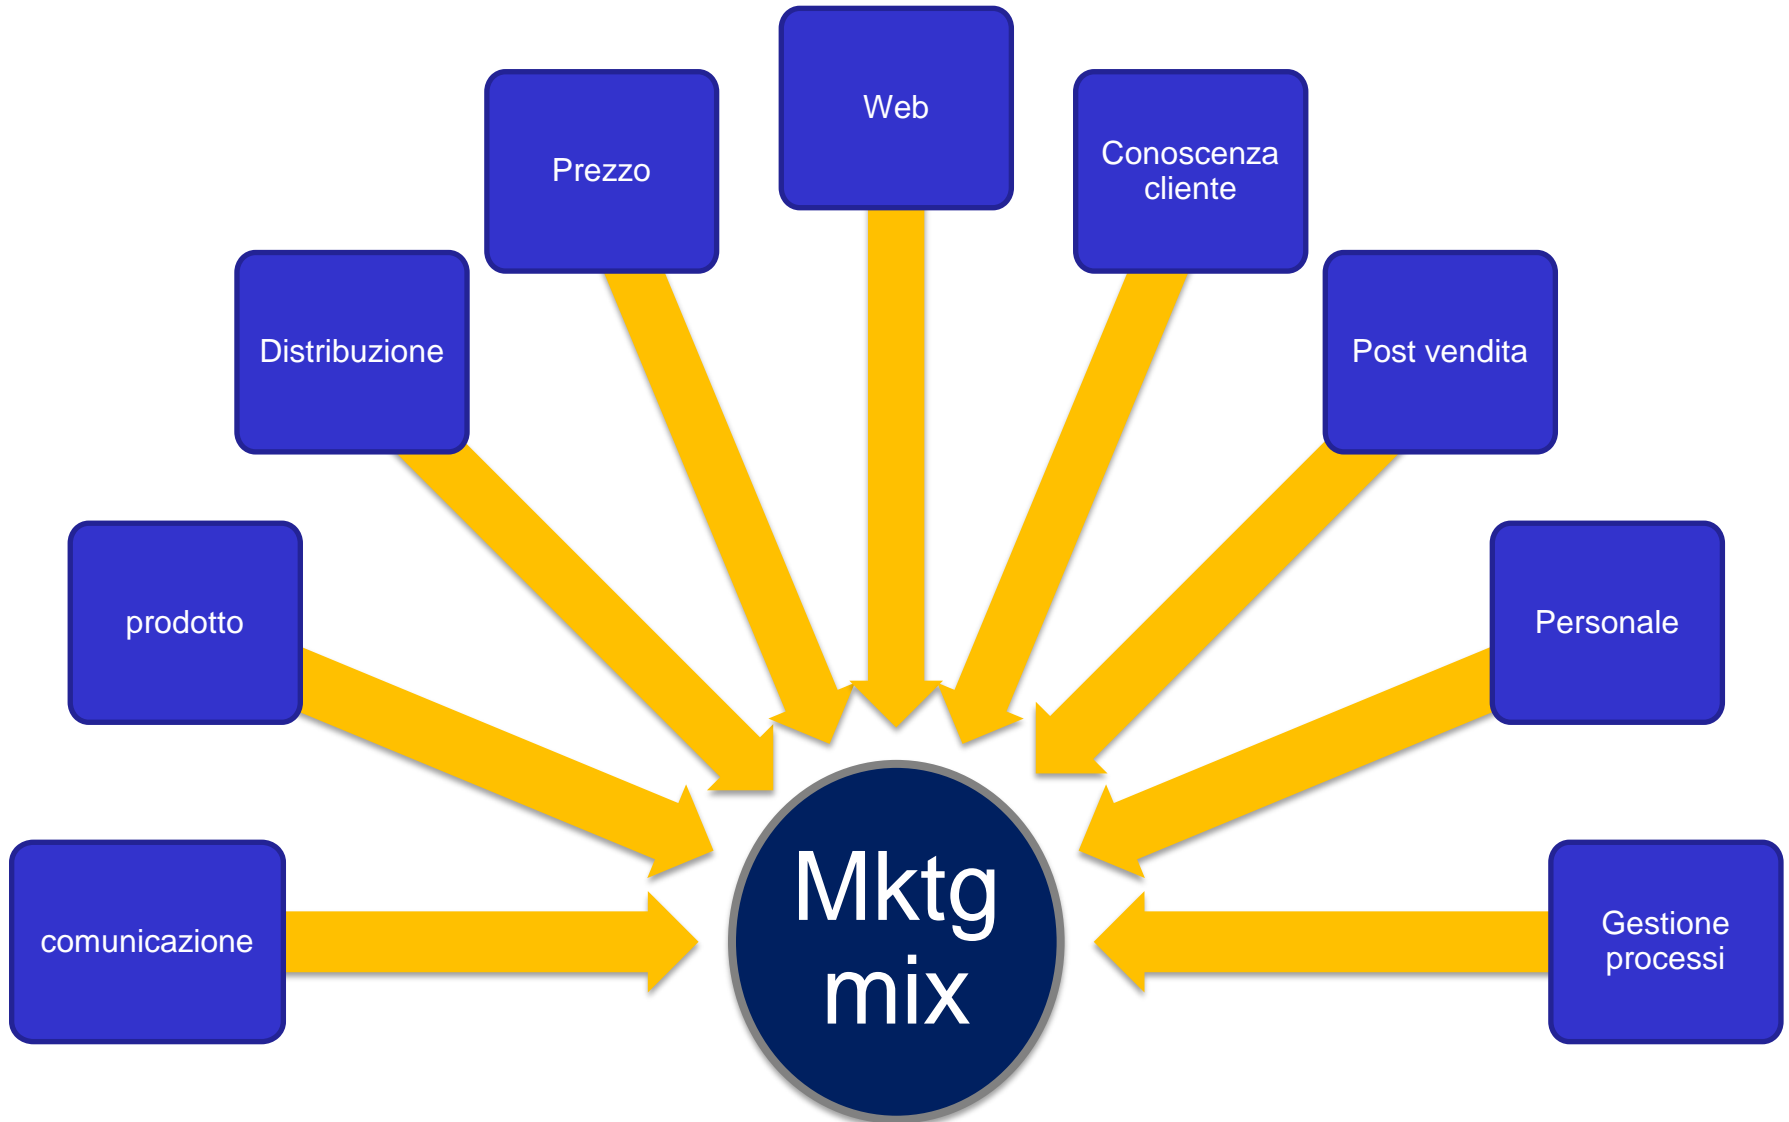 Web
Prezzo
Conoscenza
cliente
Distribuzione
Post vendita
prodotto
Personale
comunicazione
Gestione
processi
Mktg
mix